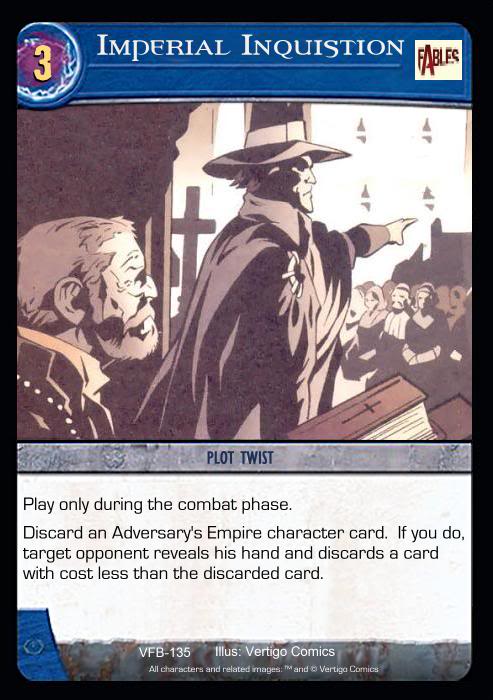 3
IMPERIAL INQUISTION
FABLES
PLOT TWIST
Play only during the combat phase.
Discard an Adversary's Empire character card. If you do,
target opponent reveals his hand and discards a card
with cost less than the discarded card.
VFB-135 Illus: Vertigo Comics
All characters and related images: ™ and © Vertigo Comics